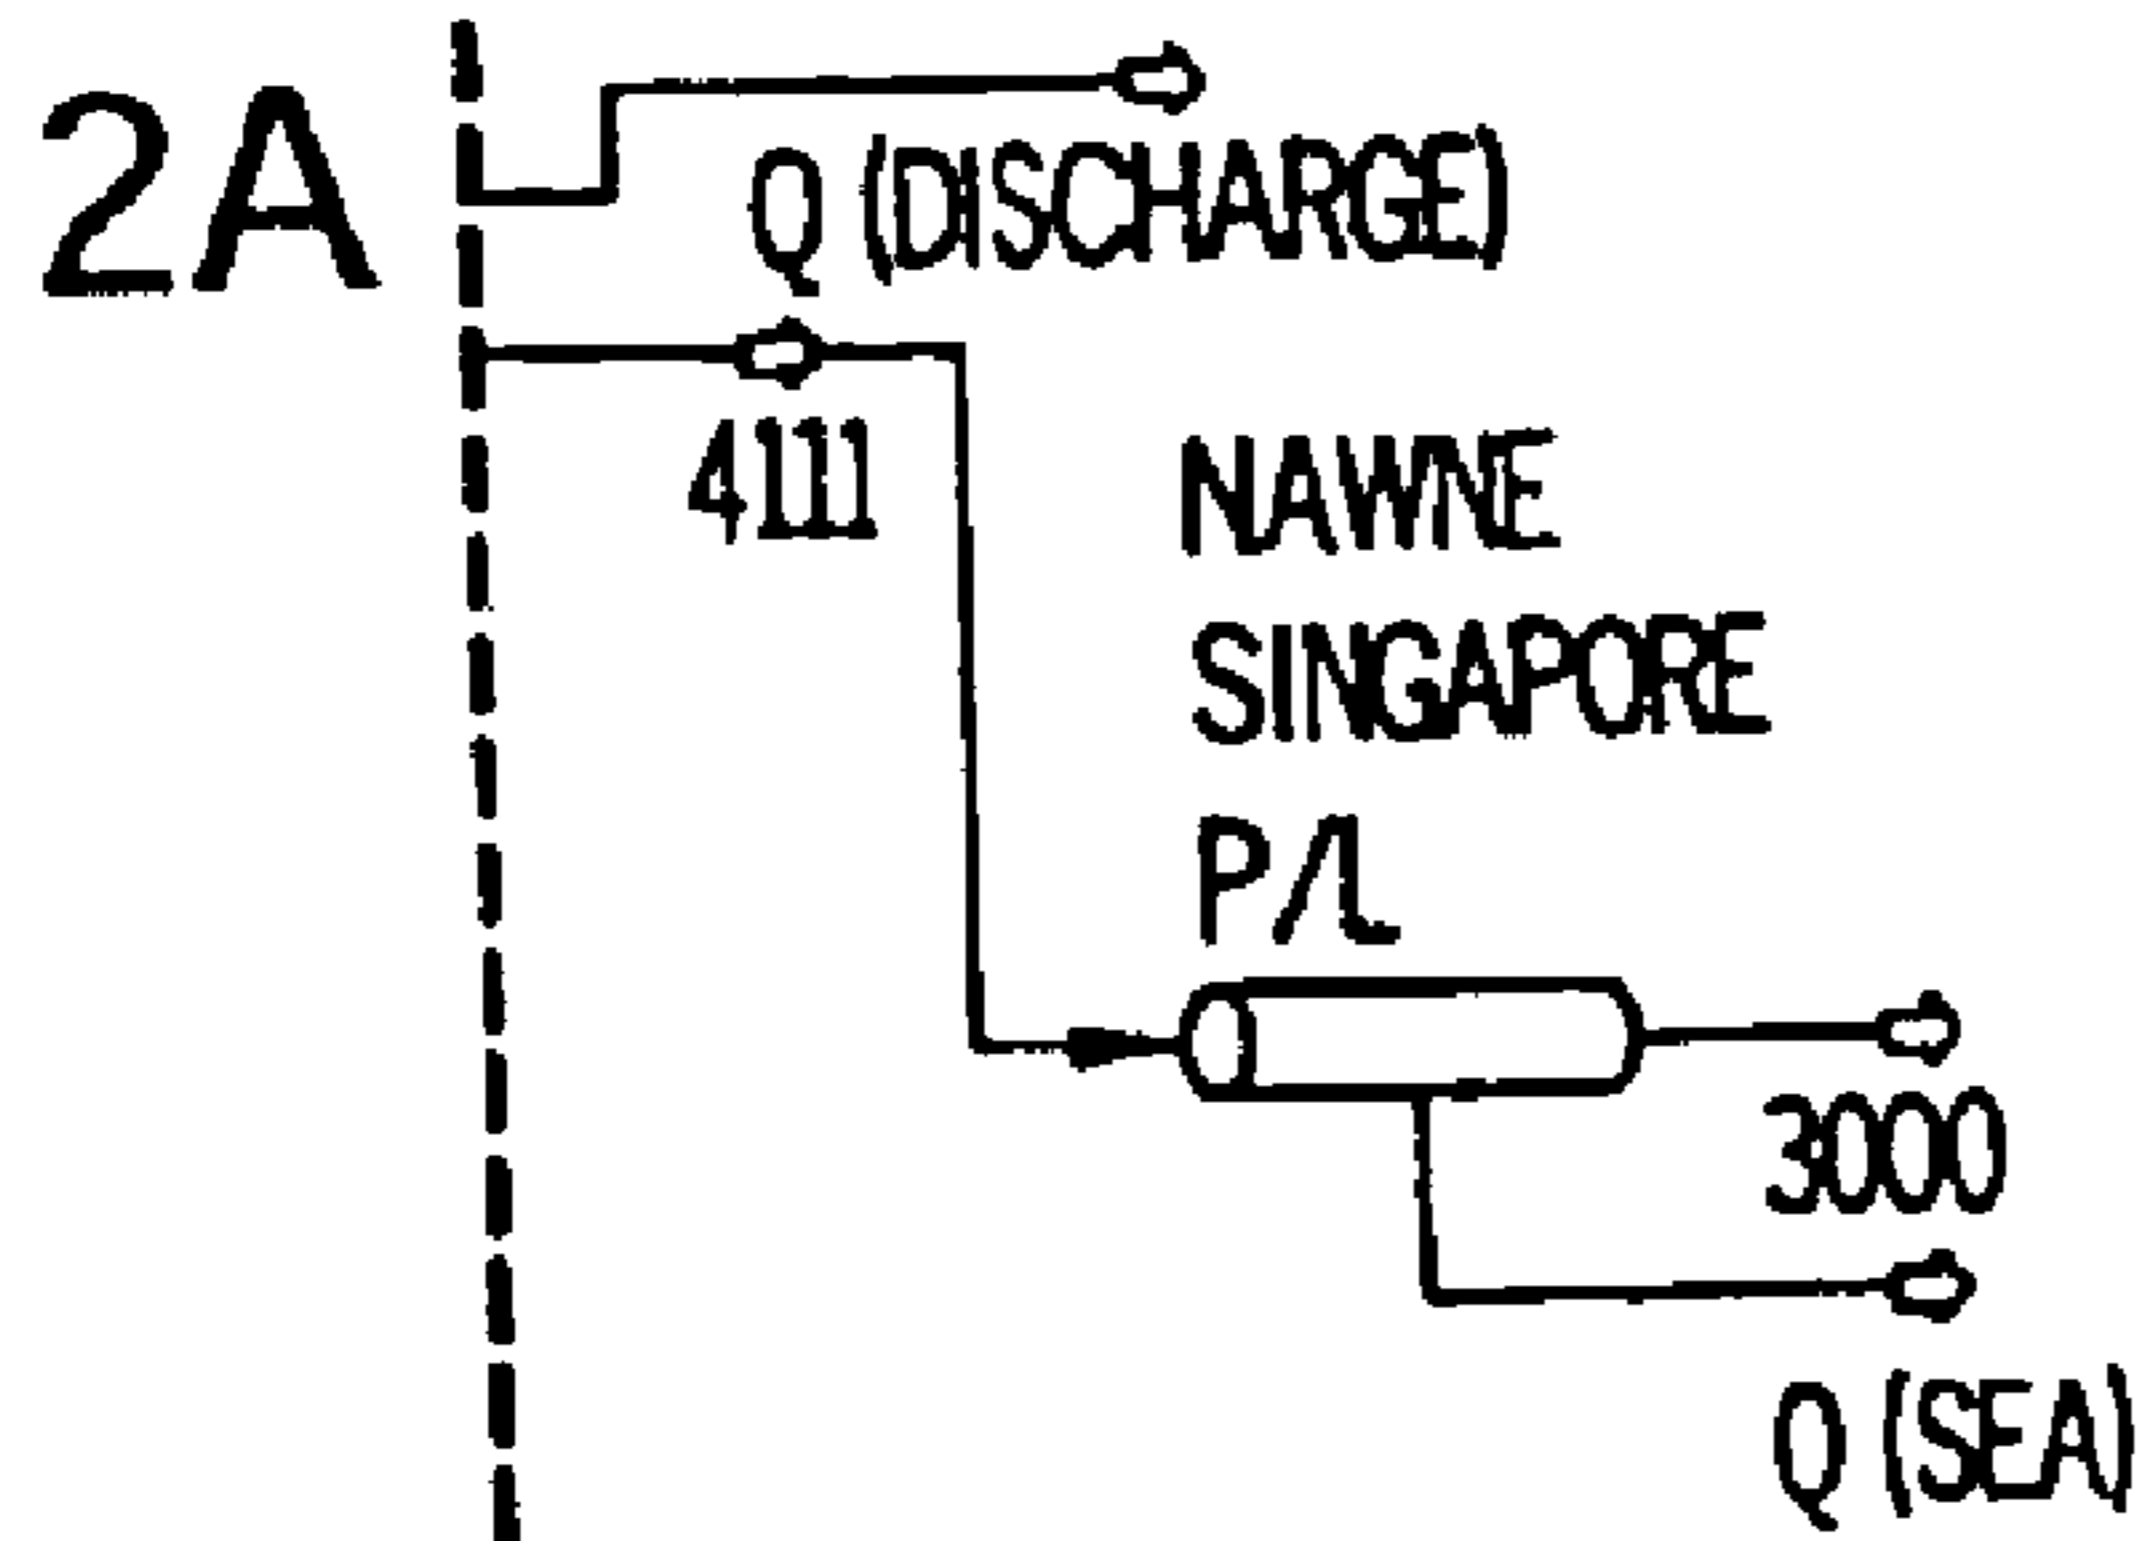 2A
Q (DISCHARGE)
4111
NAWNE
SINGAPORE
P/L
3000
Q (SEA)